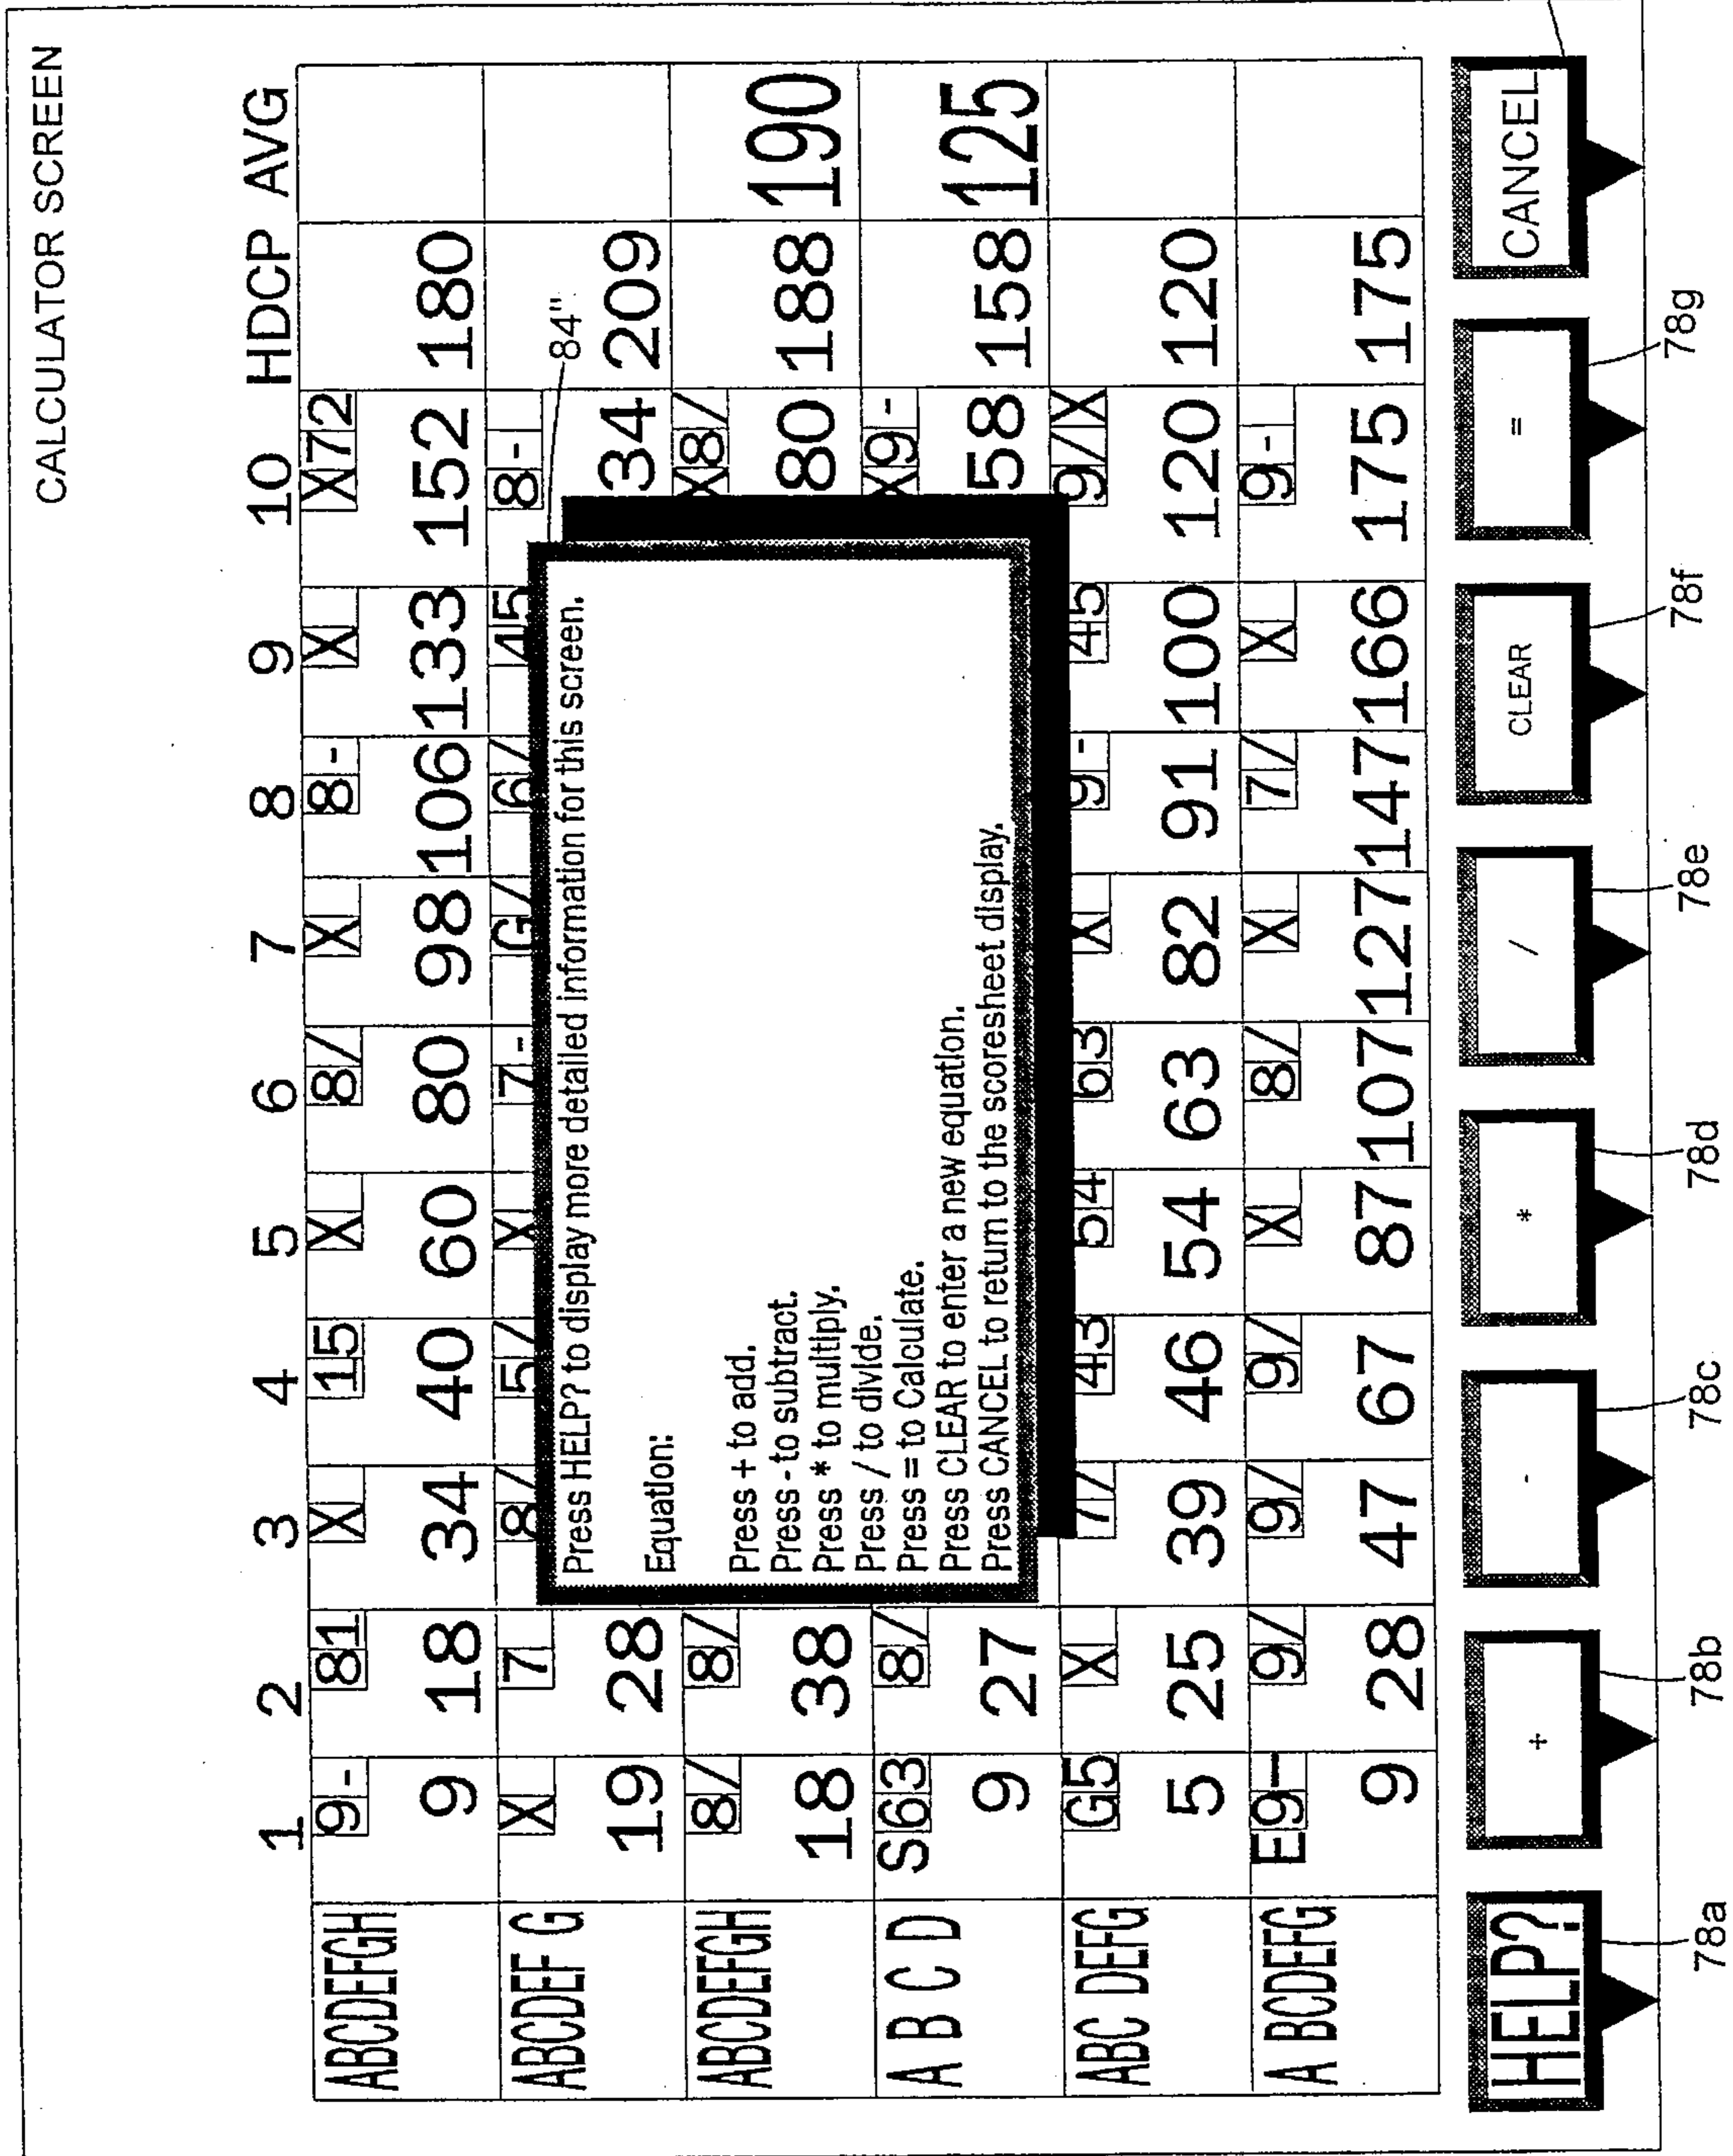 CALCULATOR SCREEN
1 2 3 4 5 6 7 8 9 10 HDCP AVG
ABCDEFGH 9- 81 X 15 X 8/ X 8- X X72
9 18 34 40 60 80 98 106 133 152 180
ABCDEF G X 7 8/ 5/ X 7- G/ 6/ 45 8-
19 28 34 209
84"
ABCDEFGH 8/ 8/ X8/
18 38 80 188 190
A B C D S63 8/ X9-
9 27 58 158 125
ABC DEFG G5 X 7/ 43 54 63 X 9- 45 9/X
5 25 39 46 54 63 82 91 100 120 120
A BCDEFG E9- 9/ 9/ 9/ X 8/ X 7/ X 9-
9 28 47 67 87 107 127 147 166 175 175
Press HELP? to display more detailed information for this screen.
Equation:
Press + to add.
Press - to subtract.
Press * to multiply.
Press / to divide.
Press = to Calculate.
Press CLEAR to enter a new equation.
Press CANCEL to return to the scoresheet display.
HELP? + - * / CLEAR = CANCEL
78a 78b 78c 78d 78e 78f 78g